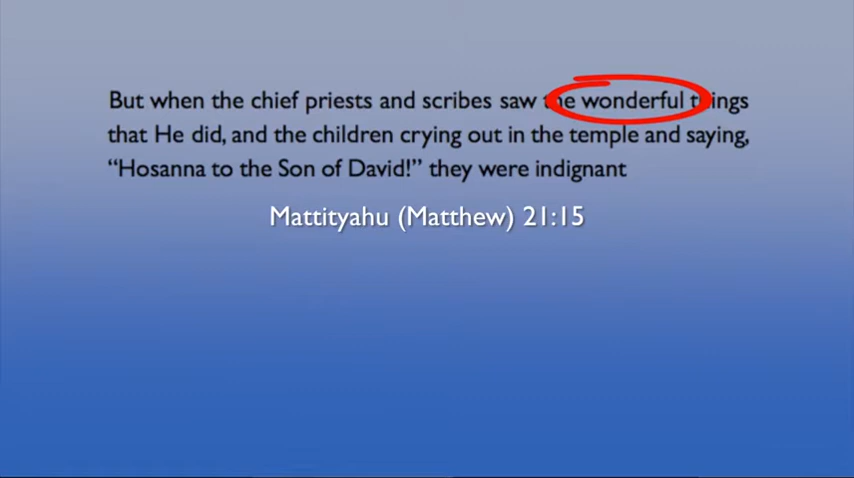 But when the chief priests and scribes saw the wonderful things
that He did, and the children crying out in the temple and saying,
“Hosanna to the Son of David!” they were indignant
Mattityahu (Matthew) 21:15